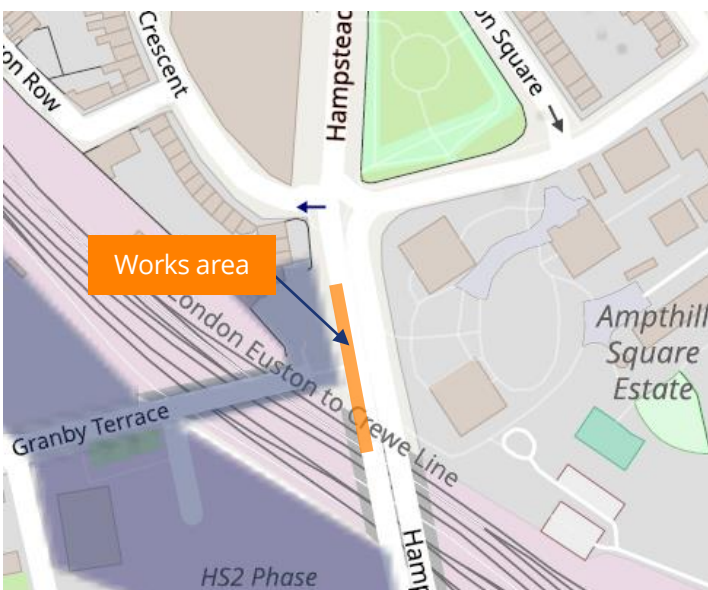 Crescent
Hampsteac
on Square
on Row
Works area
London Euston to Crewe Line
Ampthill
Square
Estate
Granby Terrace
HS2 Phase
Hamp